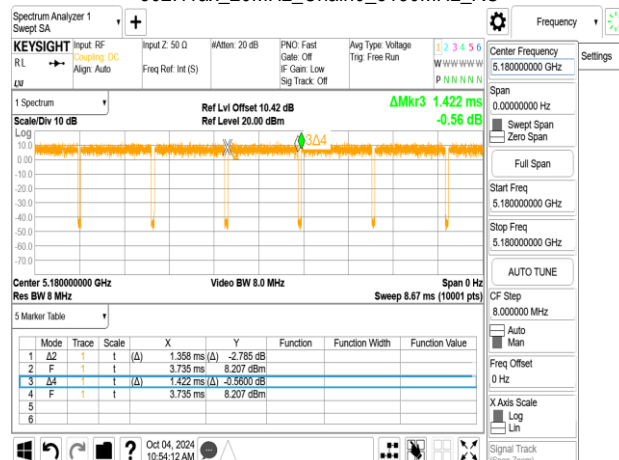 Spectrum Analyzer 1
Swept SA
Frequency
KEYSIGHT
RL
Input: RF
Coupling: DC
Align: Auto
Input Z: 50 Ω
Freq Ref: Int (S)
#Atten: 20 dB
PNO: Fast
Gate: Off
IF Gain: Low
Sig Track: Off
Avg Type: Voltage
Trig: Free Run
1 2 3 4 5 6
W W W W W W
P N N N N N
Center Frequency
5.180000000 GHz
Settings
LXI
1 Spectrum
Scale/Div 10 dB
Ref Lvl Offset 10.42 dB
Ref Level 20.00 dBm
ΔMkr3 1.422 ms
-0.56 dB
Span
0.00000000 Hz
Swept Span
Zero Span
Full Span
Start Freq
5.180000000 GHz
Stop Freq
5.180000000 GHz
AUTO TUNE
CF Step
8.000000 MHz
Auto
Man
Freq Offset
0 Hz
X Axis Scale
Log
Lin
Signal Track
Log
10.0
0.00
-10.0
-20.0
-30.0
-40.0
-50.0
-60.0
-70.0
3Δ4
Center 5.180000000 GHz
Res BW 8 MHz
Video BW 8.0 MHz
Span 0 Hz
Sweep 8.67 ms (10001 pts)
5 Marker Table
Mode Trace Scale X Y Function Function Width Function Value
1 Δ2 1 t (Δ) 1.358 ms (Δ) -2.785 dB
2 F 1 t 3.735 ms 8.207 dBm
3 Δ4 1 t (Δ) 1.422 ms (Δ) -0.5600 dB
4 F 1 t 3.735 ms 8.207 dBm
5
6
?
Oct 04, 2024
10:54:12 AM